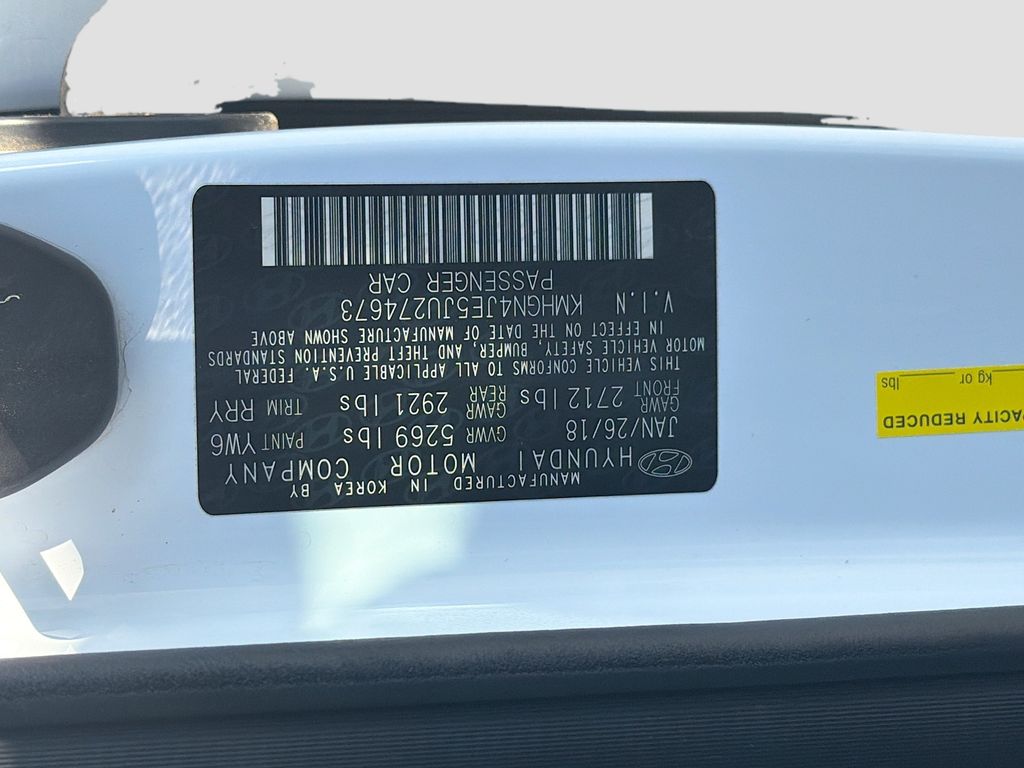 MANUFACTURED IN KOREA BY
HYUNDAI MOTOR COMPANY
JAN/26/18 GVWR 5269 lbs PAINT YW6
GAWR FRONT 2712 lbs GAWR REAR 2921 lbs TRIM RRY
THIS VEHICLE CONFORMS TO ALL APPLICABLE U.S.A. FEDERAL
MOTOR VEHICLE SAFETY, BUMPER, AND THEFT PREVENTION STANDARDS
IN EFFECT ON THE DATE OF MANUFACTURE SHOWN ABOVE
V.I.N KMHGN4JE5JU274673
PASSENGER CAR
PACITY REDUCED
kg or lbs